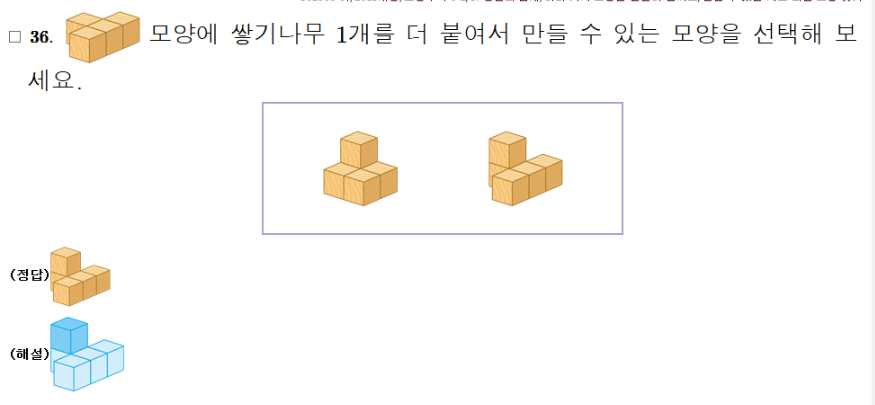 □ 36. 모양에 쌓기나무 1개를 더 붙여서 만들 수 있는 모양을 선택해 보
세요.
(정답)
(해설)